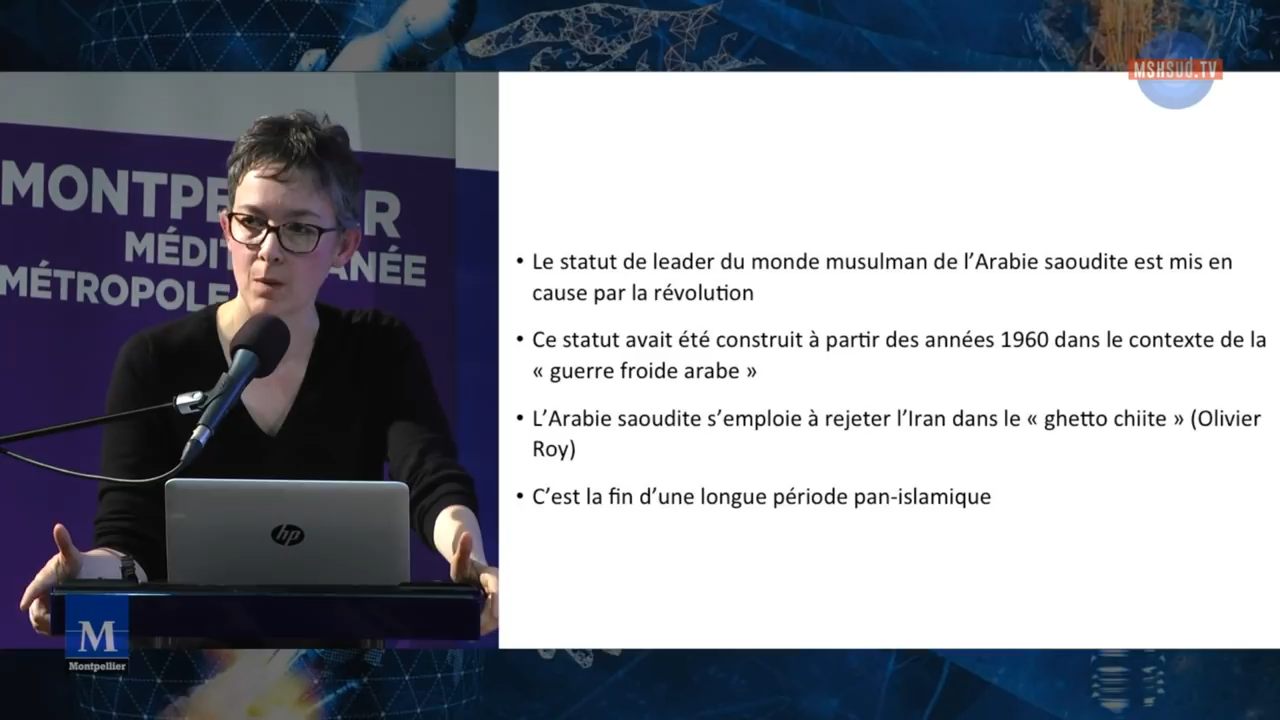 MSHSUD.TV
MONTPE R
MÉDIT ANÉE
MÉTROPOLE
hp
M
Montpellier
• Le statut de leader du monde musulman de l’Arabie saoudite est mis en
cause par la révolution
• Ce statut avait été construit à partir des années 1960 dans le contexte de la
« guerre froide arabe »
• L’Arabie saoudite s’emploie à rejeter l’Iran dans le « ghetto chiite » (Olivier
Roy)
• C’est la fin d’une longue période pan-islamique